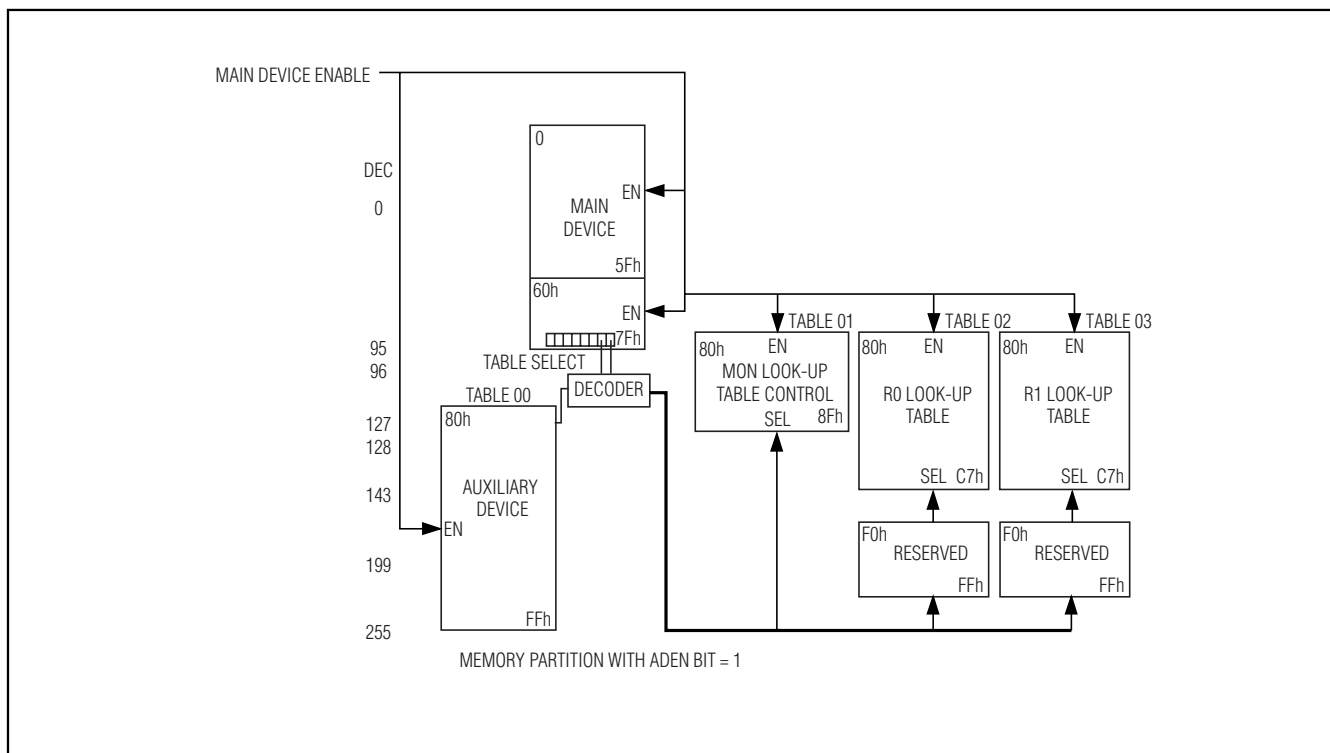 MAIN DEVICE ENABLE
DEC
0
95
96
127
128
143
199
255
0
EN
MAIN
DEVICE
5Fh
60h
EN
7Fh
TABLE SELECT
DECODER
TABLE 00
80h
AUXILIARY
DEVICE
EN
FFh
TABLE 01
80h
EN
MON LOOK-UP
TABLE CONTROL
8Fh
SEL
TABLE 02
80h
EN
R0 LOOK-UP
TABLE
SEL C7h
F0h
RESERVED
FFh
TABLE 03
80h
EN
R1 LOOK-UP
TABLE
SEL C7h
F0h
RESERVED
FFh
MEMORY PARTITION WITH ADEN BIT = 1